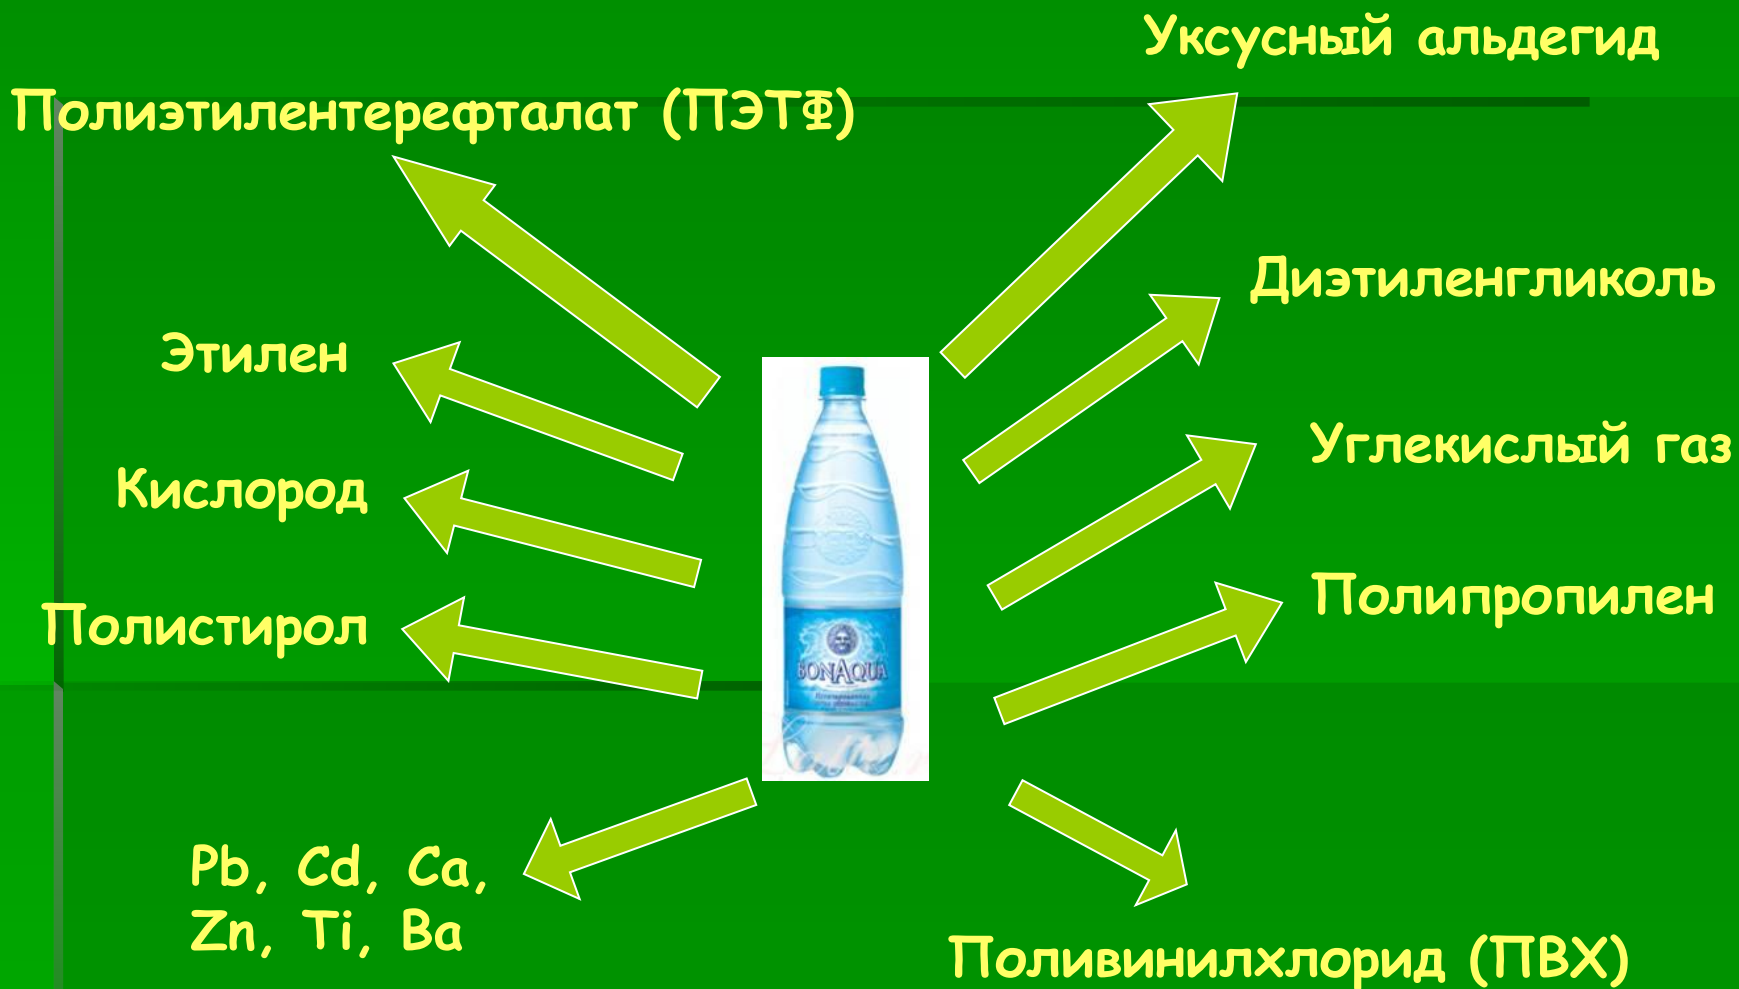 Уксусный альдегид
Полиэтилентерефталат (ПЭТФ)
Диэтиленгликоль
Этилен
Углекислый газ
Кислород
Полипропилен
Полистирол
BONAQUA
Pb, Cd, Ca,
Zn, Ti, Ba
Поливинилхлорид (ПВХ)